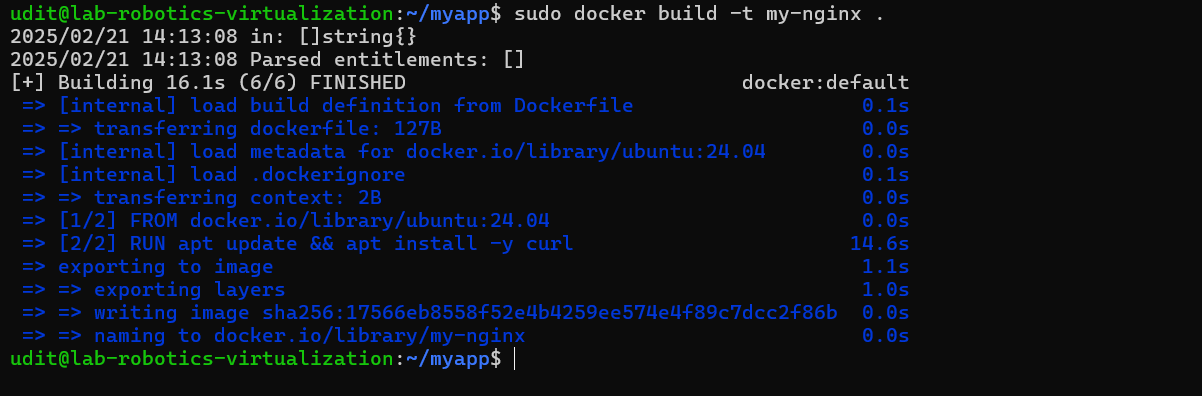 udit@lab-robotics-virtualization:~/myapp$ sudo docker build -t my-nginx .
2025/02/21 14:13:08 in: []string{}
2025/02/21 14:13:08 Parsed entitlements: []
[+] Building 16.1s (6/6) FINISHED docker:default
=> [internal] load build definition from Dockerfile 0.1s
=> => transferring dockerfile: 127B 0.0s
=> [internal] load metadata for docker.io/library/ubuntu:24.04 0.0s
=> [internal] load .dockerignore 0.1s
=> => transferring context: 2B 0.0s
=> [1/2] FROM docker.io/library/ubuntu:24.04 0.0s
=> [2/2] RUN apt update && apt install -y curl 14.6s
=> exporting to image 1.1s
=> => exporting layers 1.0s
=> => writing image sha256:17566eb8558f52e4b4259ee574e4f89c7dcc2f86b 0.0s
=> => naming to docker.io/library/my-nginx 0.0s
udit@lab-robotics-virtualization:~/myapp$